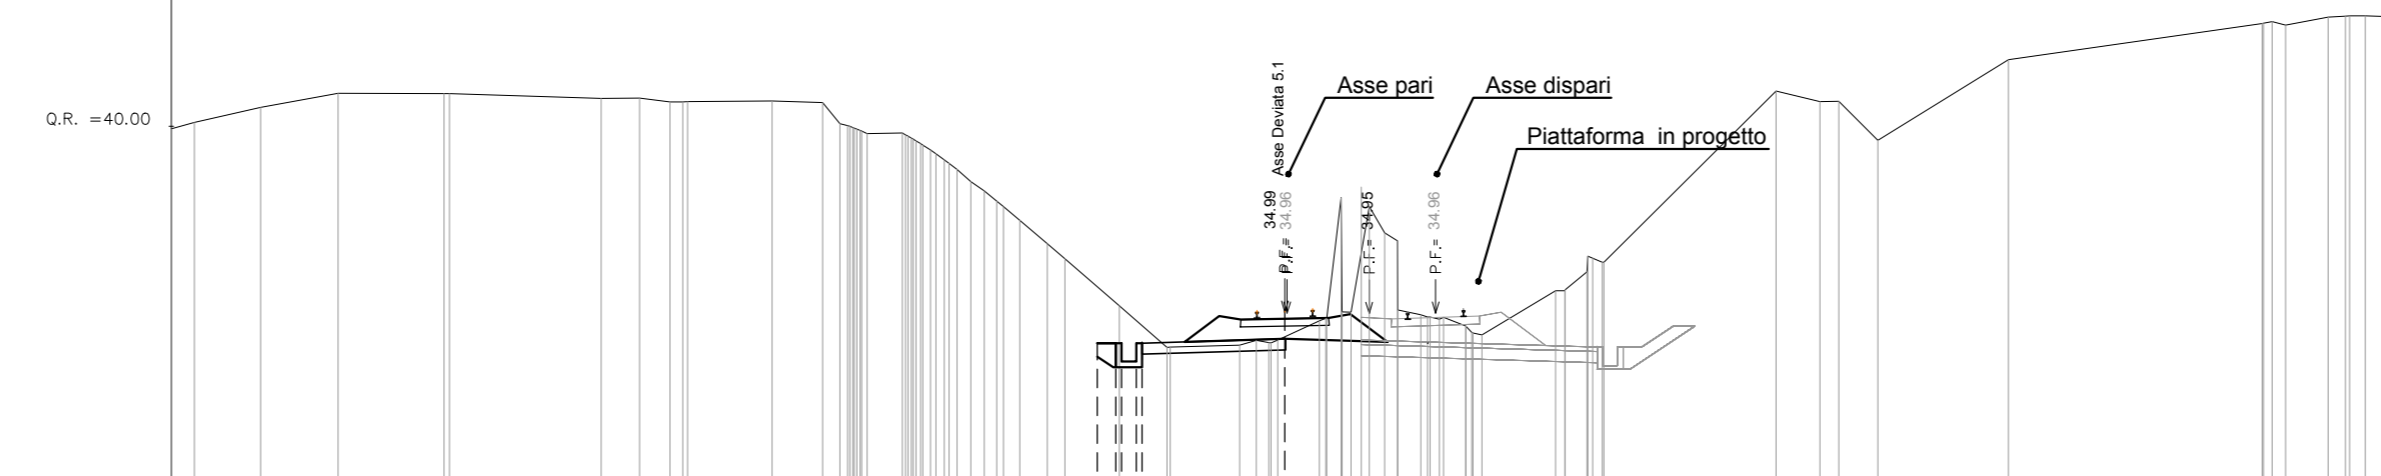 Q.R. =40.00
Asse Deviata 5.1
Asse pari
Asse dispari
Piattaforma in progetto
34.99
P.F.= 34.96
P.F.= 34.95
P.F.= 34.96